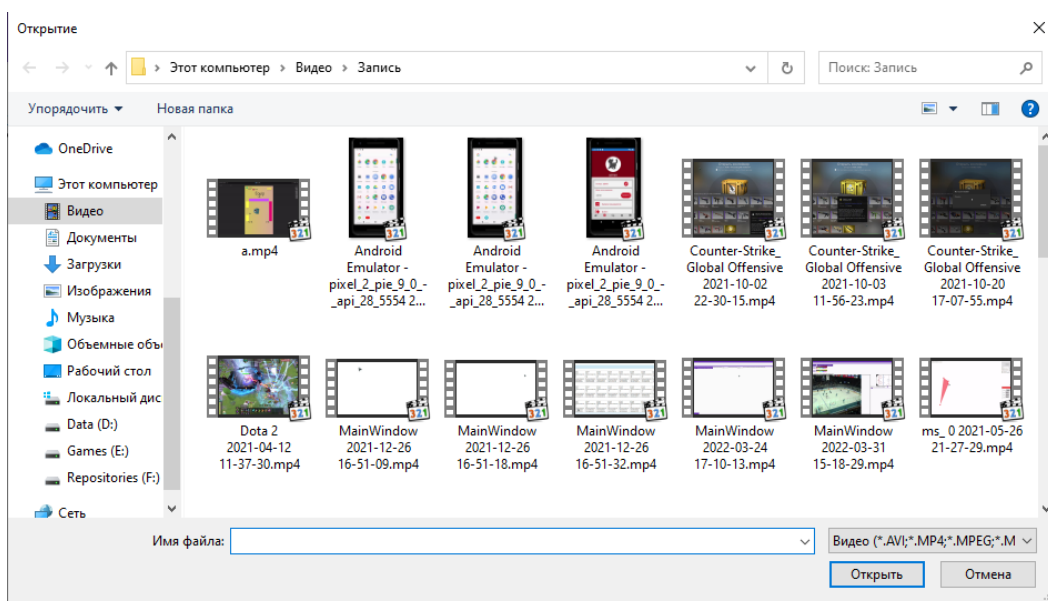 Открытие
Этот компьютер › Видео › Запись
Поиск: Запись
Упорядочить
Новая папка
OneDrive
Этот компьютер
Видео
Документы
Загрузки
Изображения
Музыка
Объемные объ
Рабочий стол
Локальный дис
Data (D:)
Games (E:)
Repositories (F:)
Сеть
a.mp4
Android
Emulator -
pixel_2_pie_9_0_-
_api_28_5554 2...
Android
Emulator -
pixel_2_pie_9_0_-
_api_28_5554 2...
Android
Emulator -
pixel_2_pie_9_0_-
_api_28_5554 2...
Counter-Strike_
Global Offensive
2021-10-02
22-30-15.mp4
Counter-Strike_
Global Offensive
2021-10-03
11-56-23.mp4
Counter-Strike_
Global Offensive
2021-10-20
17-07-55.mp4
Dota 2
2021-04-12
11-37-30.mp4
MainWindow
2021-12-26
16-51-09.mp4
MainWindow
2021-12-26
16-51-18.mp4
MainWindow
2021-12-26
16-51-32.mp4
MainWindow
2022-03-24
17-10-13.mp4
MainWindow
2022-03-31
15-18-29.mp4
ms_ 0 2021-05-26
21-27-29.mp4
Имя файла:
Видео (*.AVI;*.MP4;*.MPEG;*.M
Открыть
Отмена